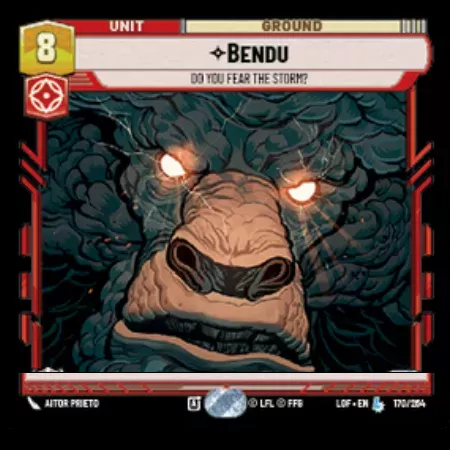 UNIT GROUND
8
BENDU
DO YOU FEAR THE STORM?
AITOR PRIETO © LFL © FFG LOF • EN 170/264